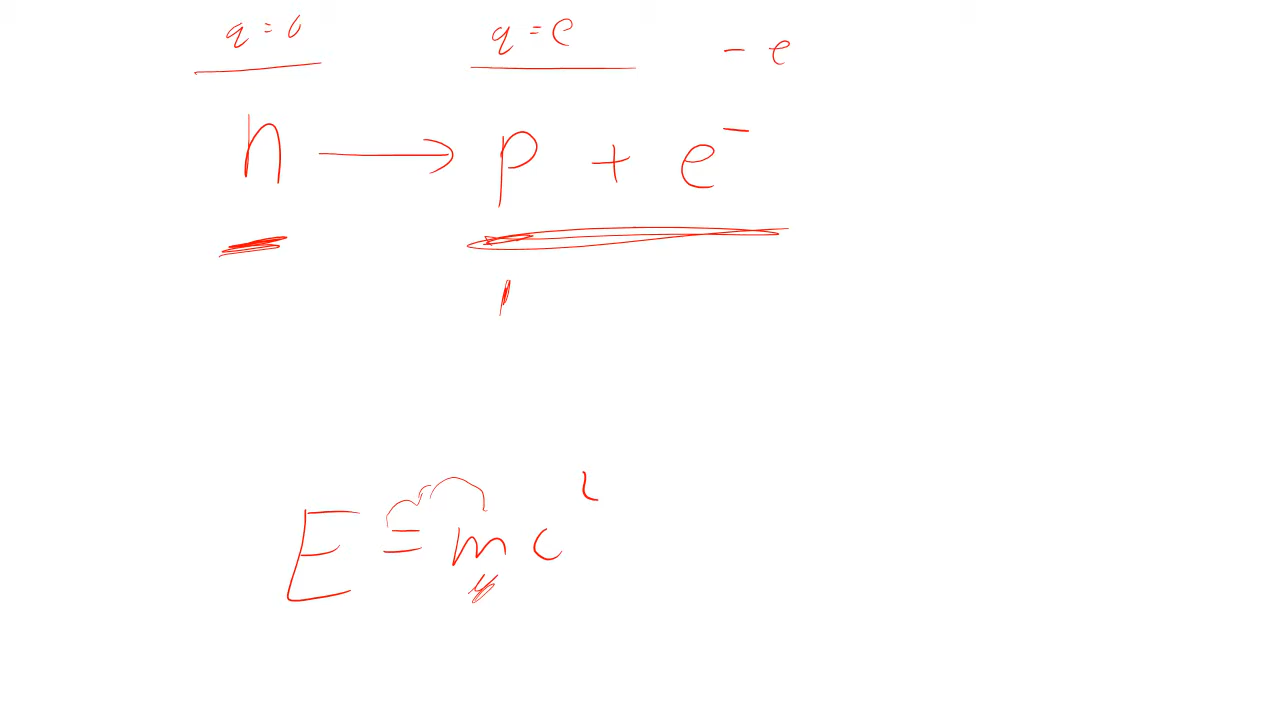 q = 0 q = e - e
n → p + e⁻
E = mc²